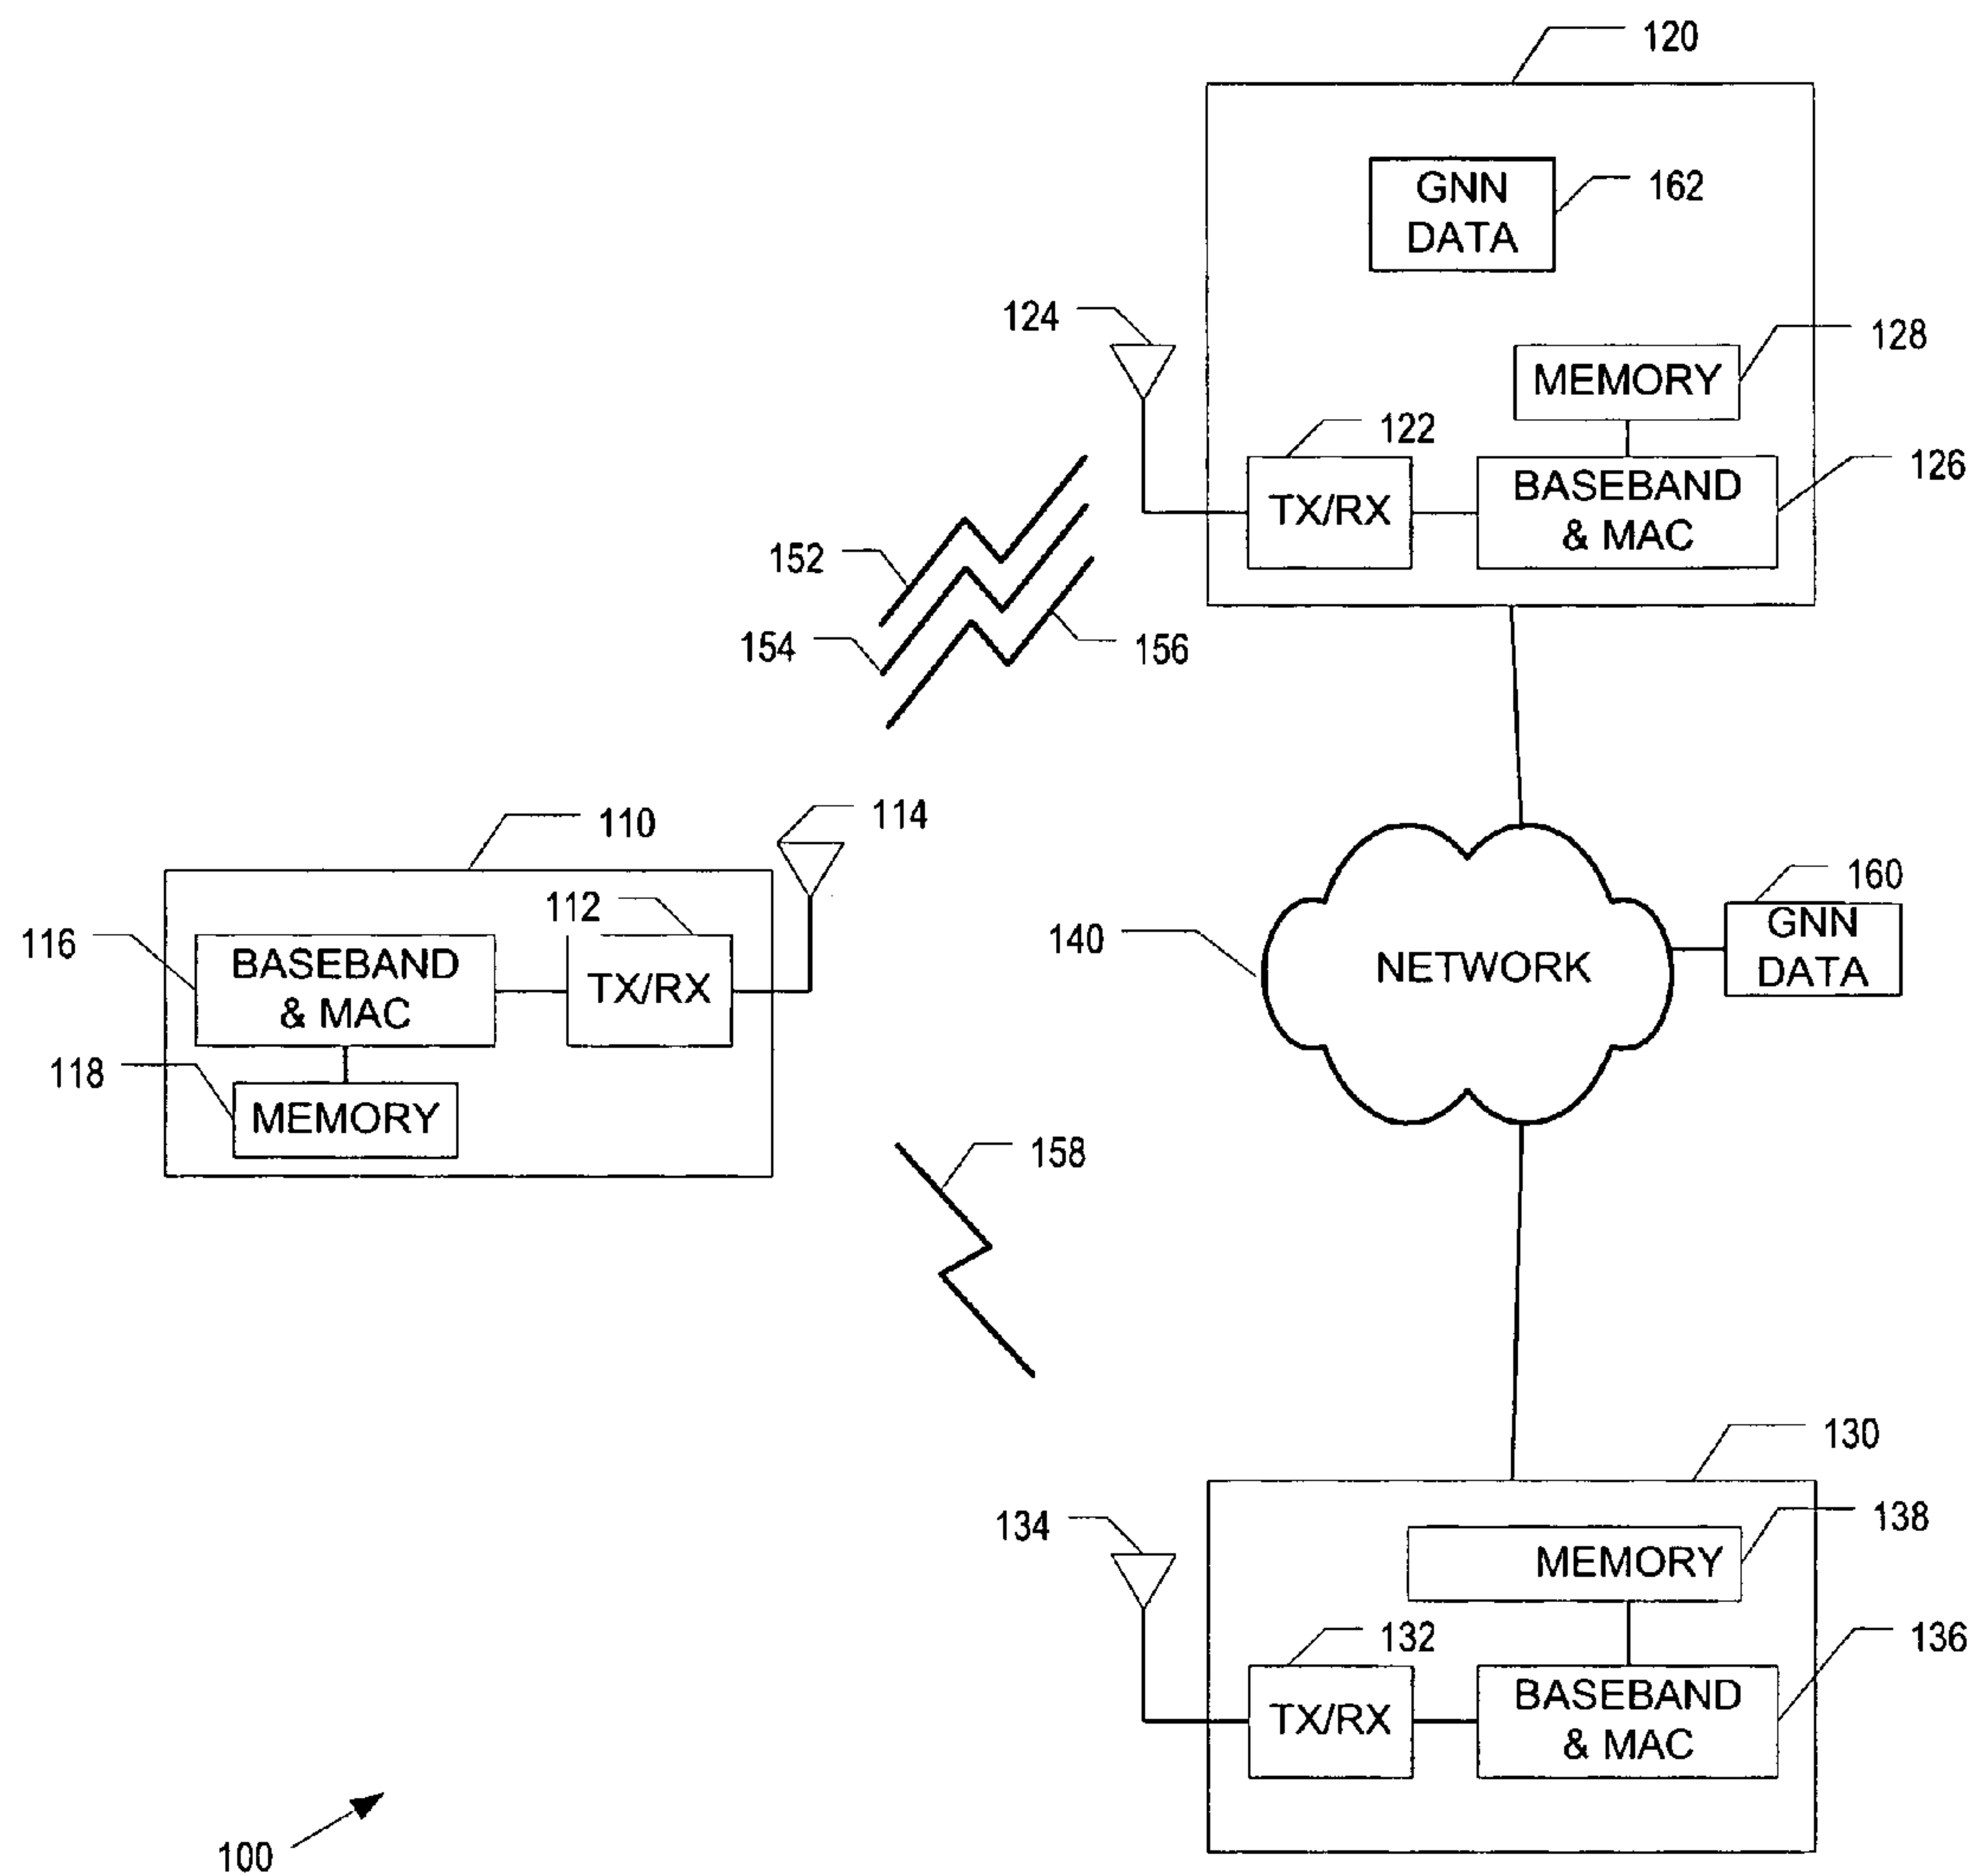 120
GNN
DATA
162
124
128
MEMORY
122
126
BASEBAND
& MAC
TX/RX
152
154
156
114
110
112
160
GNN
DATA
116
BASEBAND
& MAC
TX/RX
140
NETWORK
118
MEMORY
158
130
134
138
MEMORY
132
136
BASEBAND
& MAC
TX/RX
100